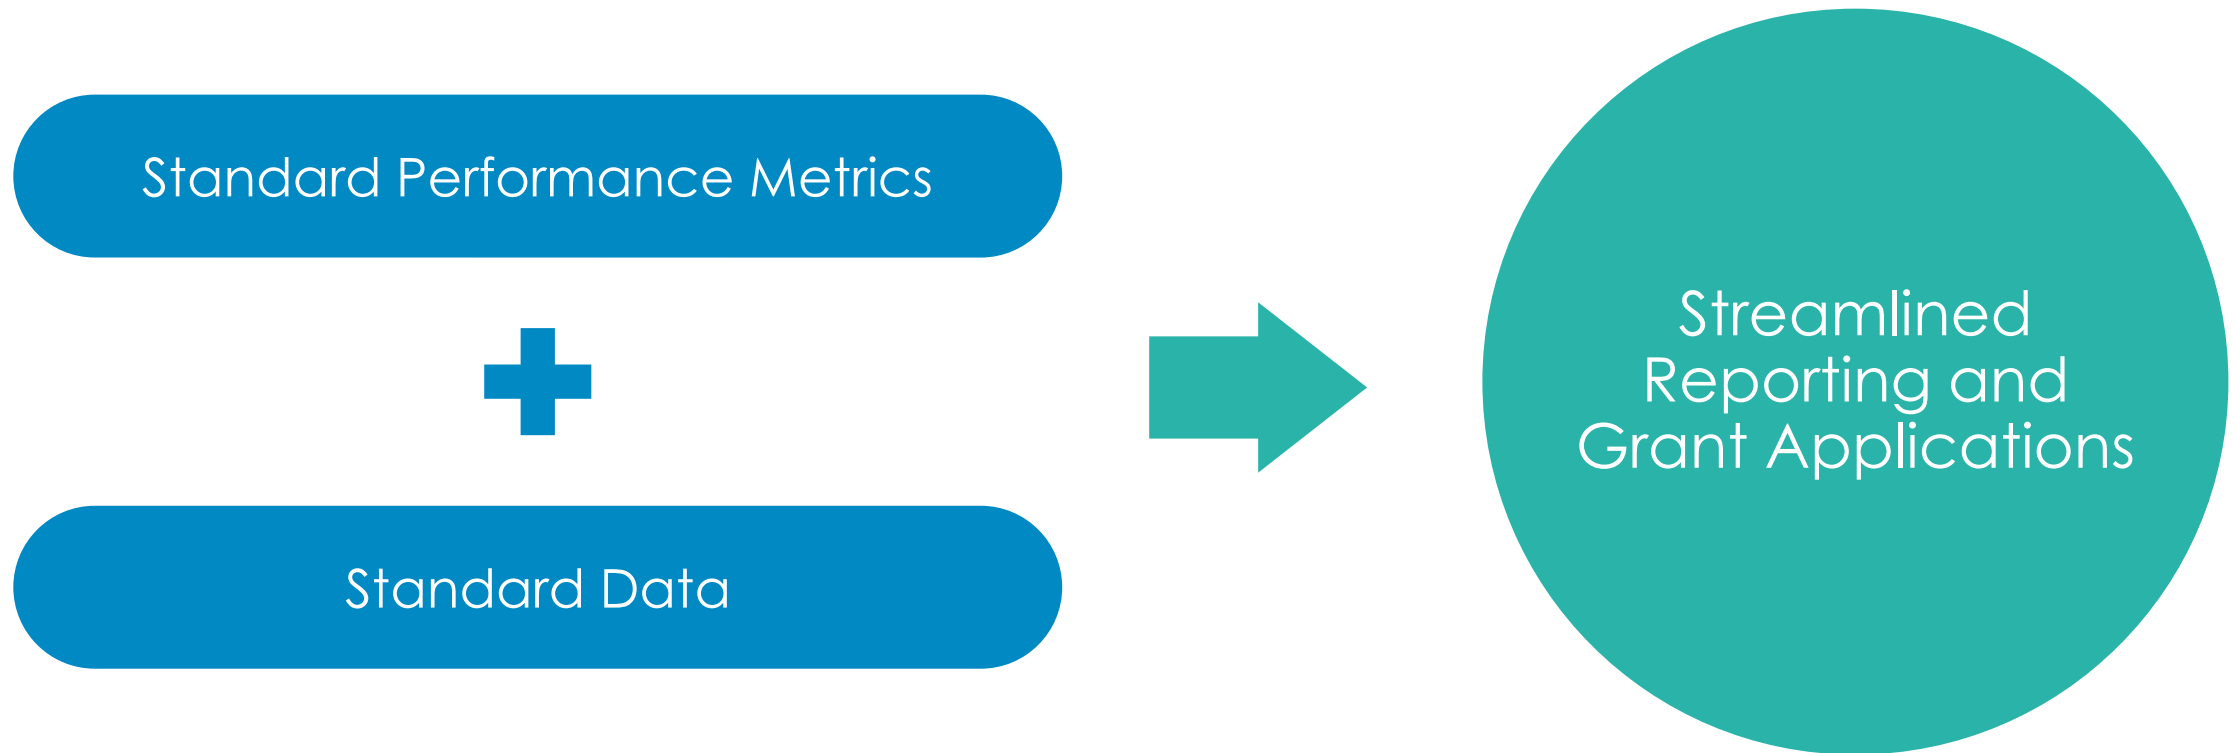 Standard Performance Metrics
Standard Data
Streamlined
Reporting and
Grant Applications